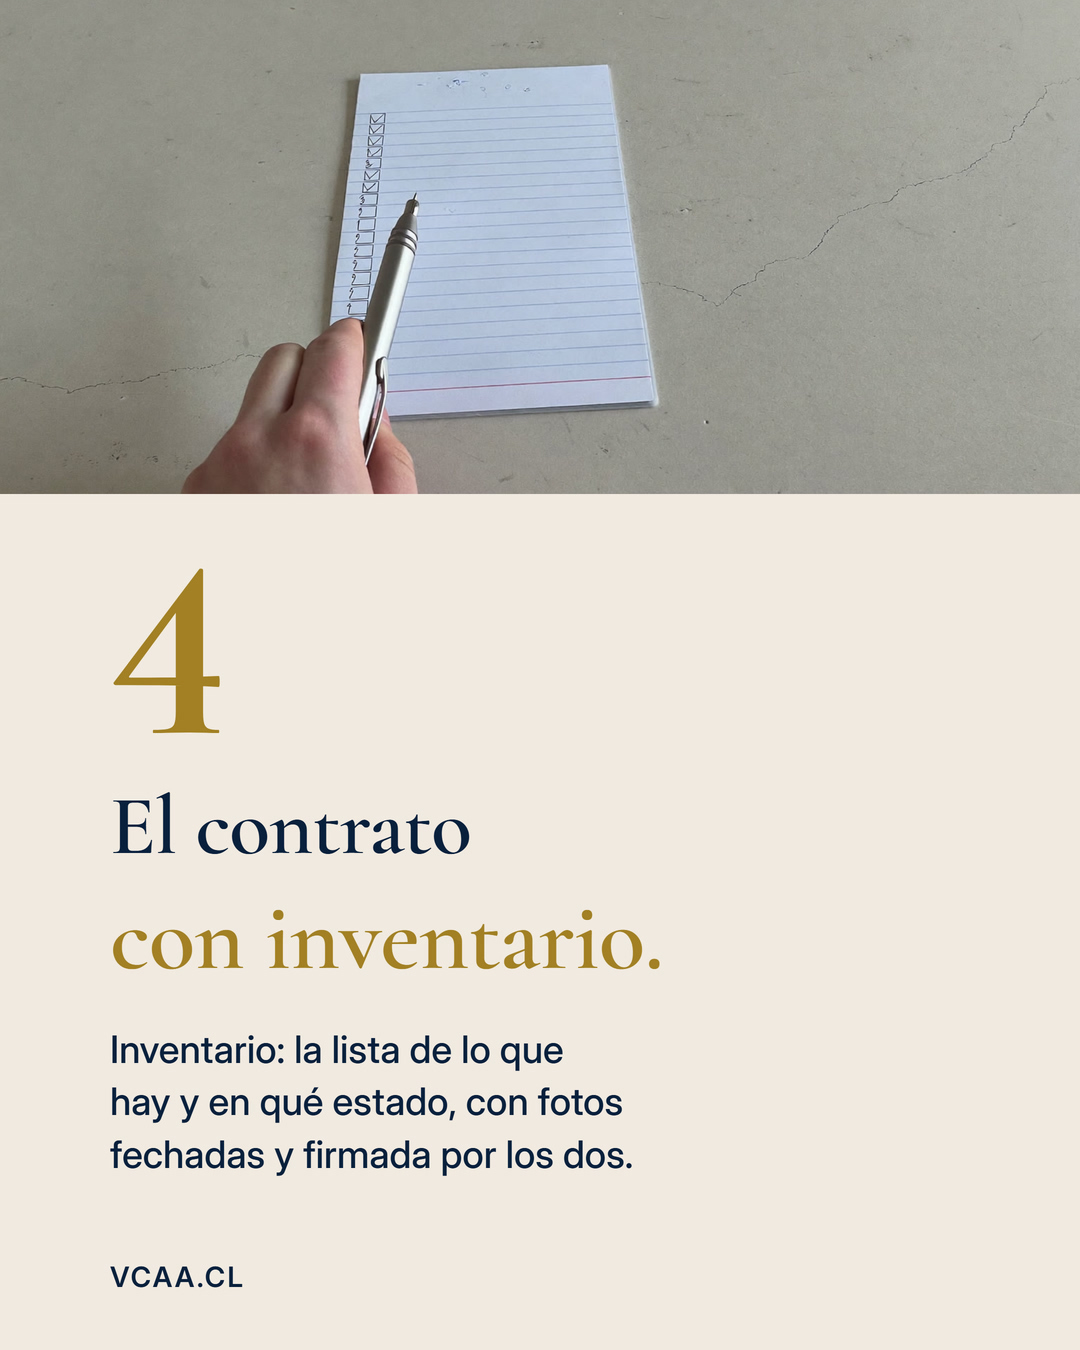 4
El contrato
con inventario.
Inventario: la lista de lo que
hay y en qué estado, con fotos
fechadas y firmada por los dos.
VCAA.CL